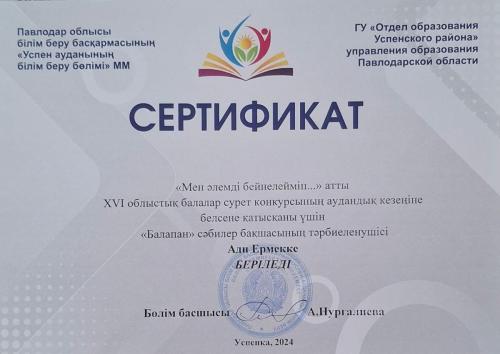 Павлодар облысы
білім беру басқармасының
«Успен ауданының
білім беру бөлімі» ММ
ГУ «Отдел образования
Успенского района»
управления образования
Павлодарской области
СЕРТИФИКАТ
«Мен әлемді бейнелейміп...» атты
XVI облыстық балалар сурет конкурсының аудандық кезеңіне
белсене қатысқаны үшін
«Балапан» сәбилер бақшасының тәрбиеленушісі
Ади Ермекке
БЕРІЛЕДІ
Бөлім басшысы
А.Нургалиева
Успенка, 2024